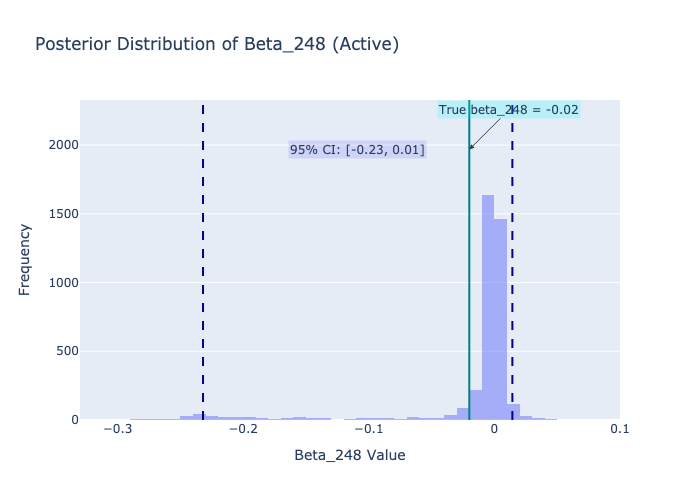 Posterior Distribution of Beta_248 (Active)
True beta_248 = -0.02
95% CI: [-0.23, 0.01]
Frequency
2000
1500
1000
500
0
−0.3
−0.2
−0.1
0
0.1
Beta_248 Value